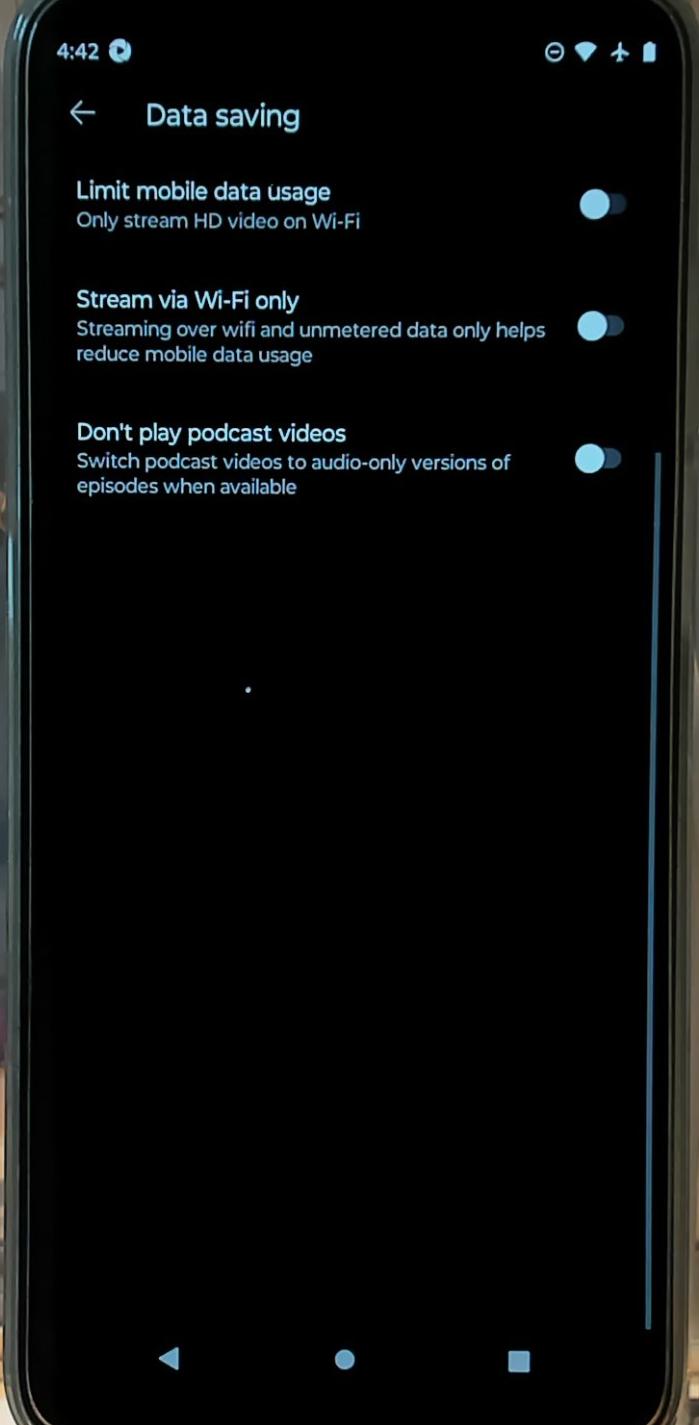 4:42
Data saving
Limit mobile data usage
Only stream HD video on Wi-Fi
Stream via Wi-Fi only
Streaming over wifi and unmetered data only helps
reduce mobile data usage
Don't play podcast videos
Switch podcast videos to audio-only versions of
episodes when available